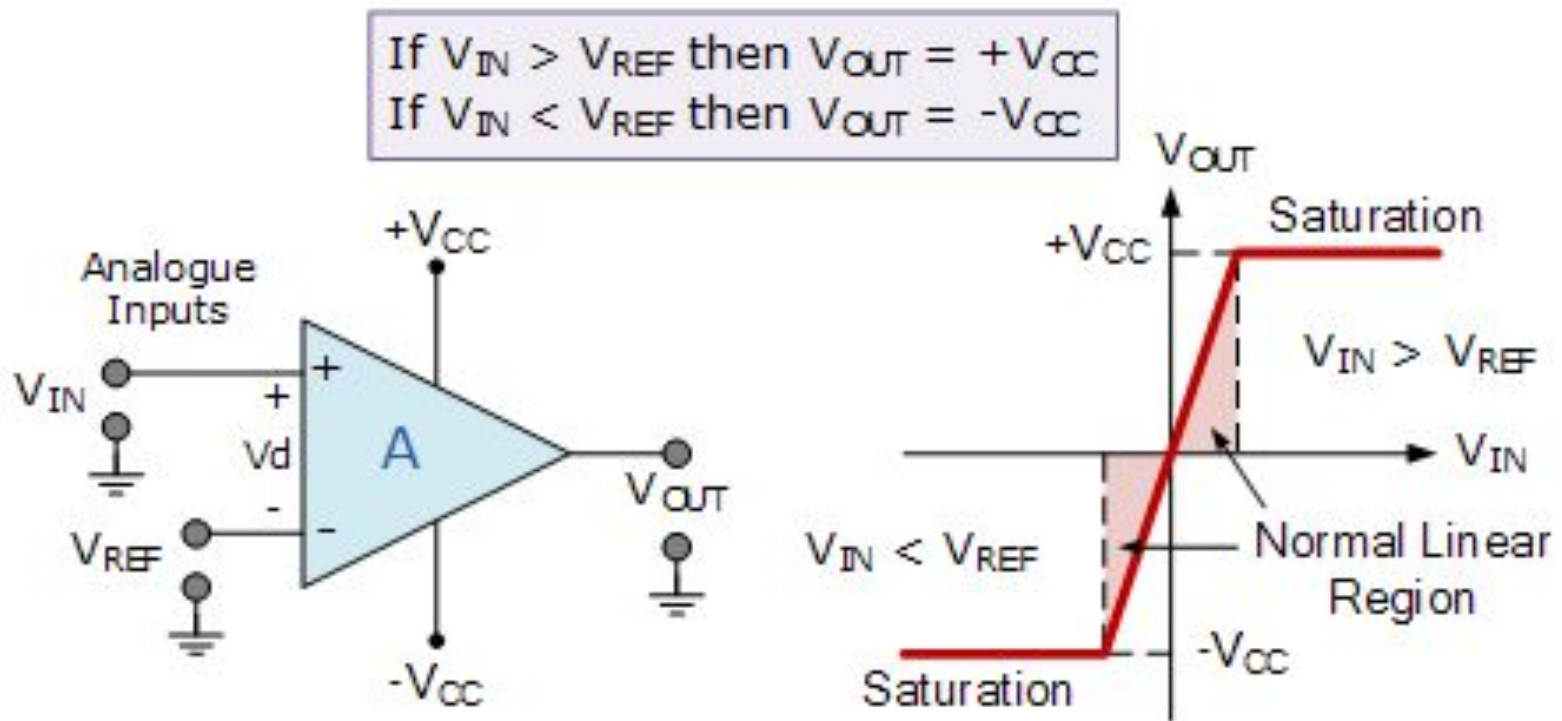 If VIN > VREF then VOUT = +VCC
If VIN < VREF then VOUT = -VCC
Analogue
Inputs
+VCC
VIN
+
+
Vd
A
-
-
VREF
VOUT
-VCC
VOUT
Saturation
+VCC
VIN > VREF
VIN
VIN < VREF
Normal Linear
Region
-VCC
Saturation